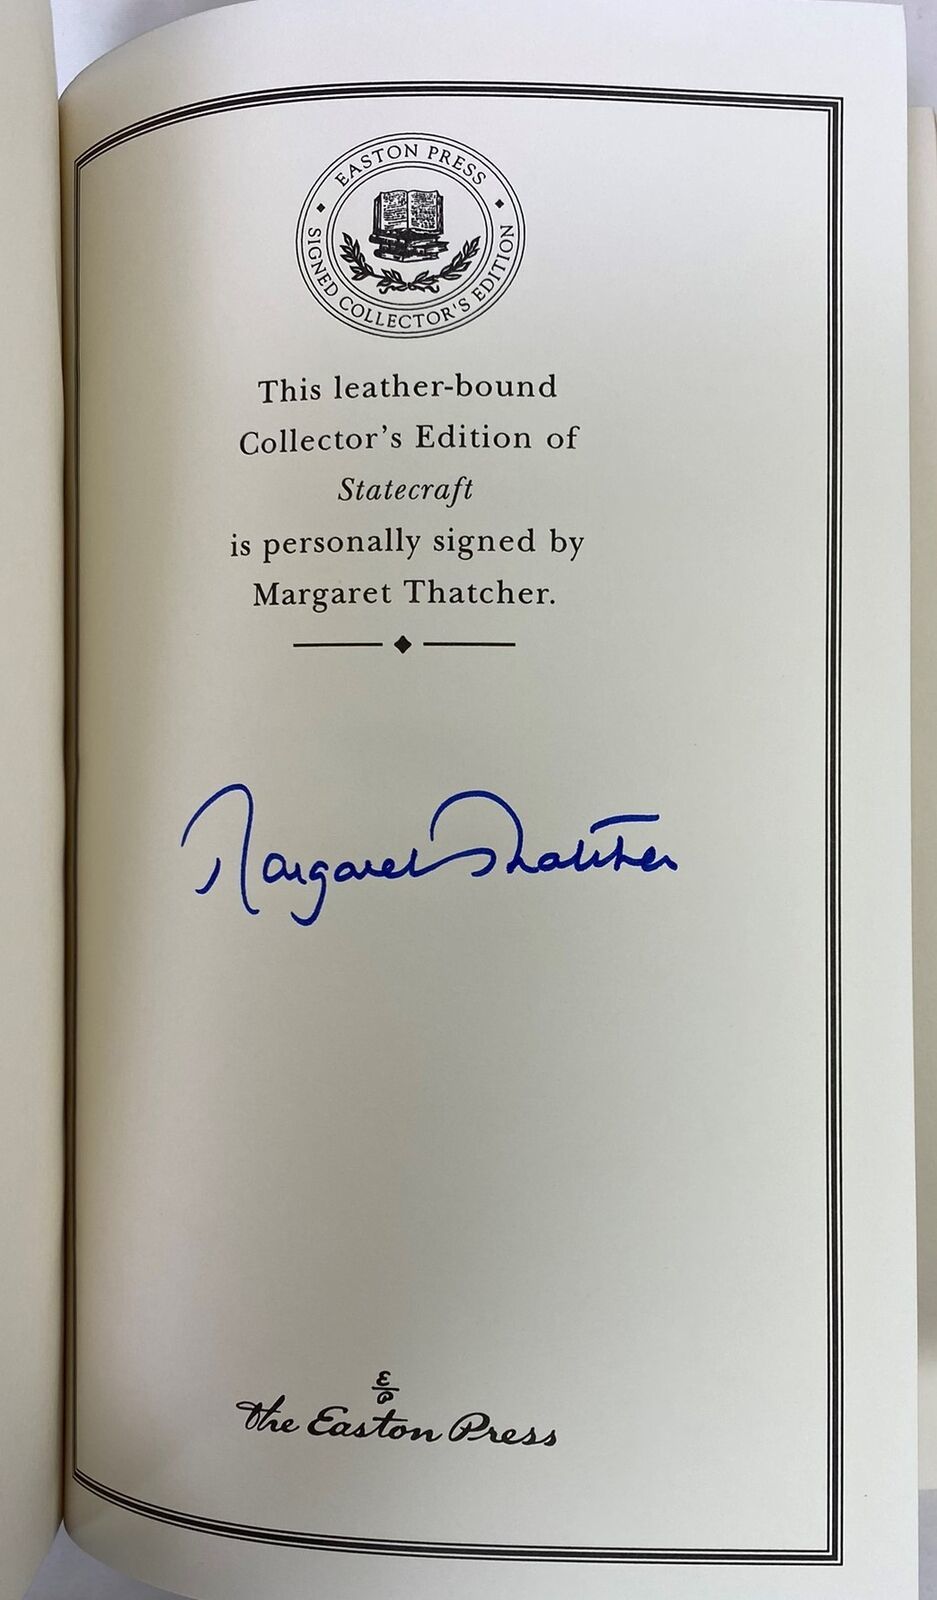 EASTON PRESS
SIGNED COLLECTOR'S EDITION
This leather-bound
Collector's Edition of
Statecraft
is personally signed by
Margaret Thatcher.
Margaret Thatcher
E
P
The Easton Press